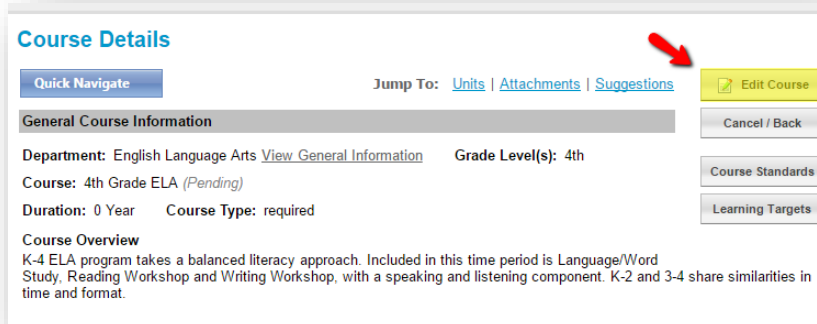 Course Details
Quick Navigate
Jump To: Units | Attachments | Suggestions
Edit Course
General Course Information
Cancel / Back
Department: English Language Arts View General Information Grade Level(s): 4th
Course: 4th Grade ELA (Pending)
Course Standards
Duration: 0 Year Course Type: required
Learning Targets
Course Overview
K-4 ELA program takes a balanced literacy approach. Included in this time period is Language/Word
Study, Reading Workshop and Writing Workshop, with a speaking and listening component. K-2 and 3-4 share similarities in
time and format.